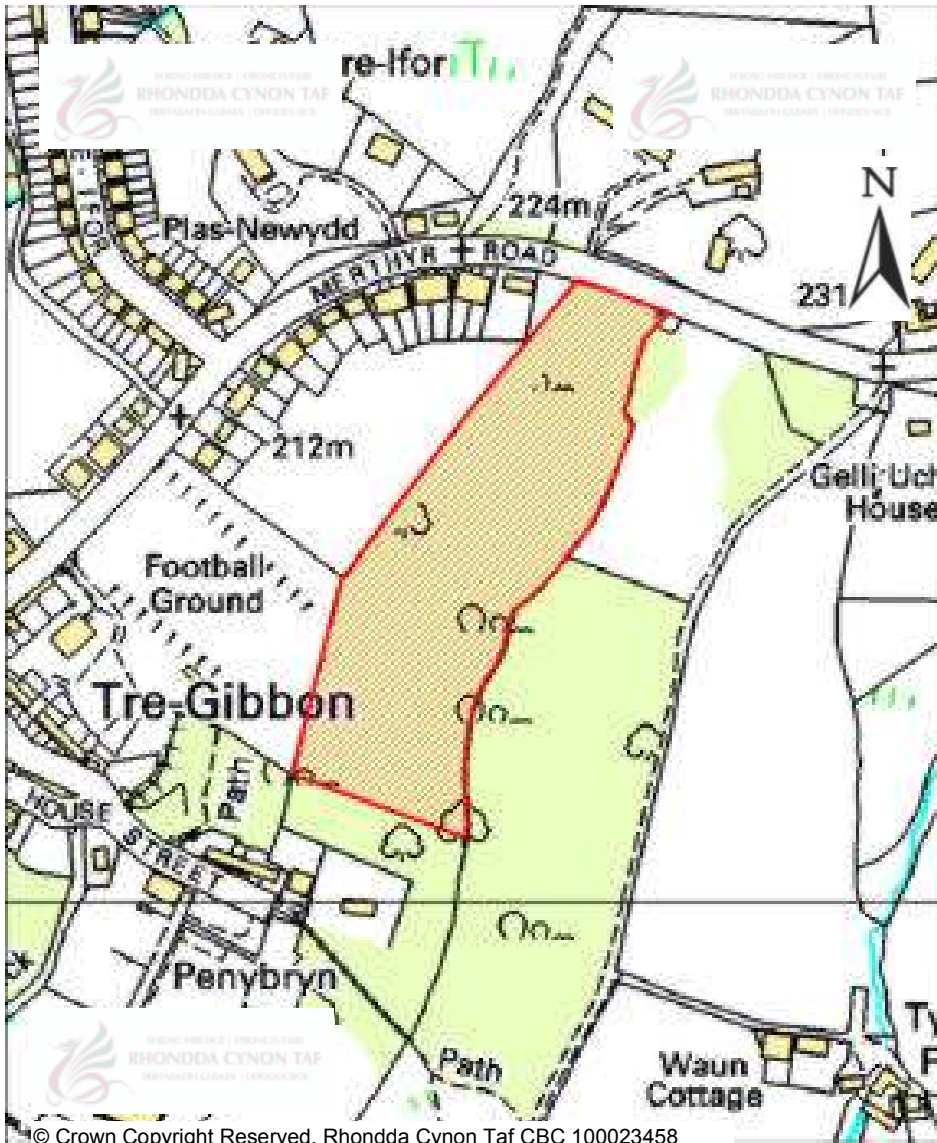 re-Ifor
RHONDDA CYNON TAF
RHONDDA CYNON TAF
N
224m
Plas-Newydd
MERTHYR ROAD
231
212m
Gelli Uch
House
Football
Ground
Tre-Gibbon
Path
HOUSE STREET
Penybryn
RHONDDA CYNON TAF
Path
Waun
Cottage
Ty
© Crown Copyright Reserved. Rhondda Cynon Taf CBC 100023458